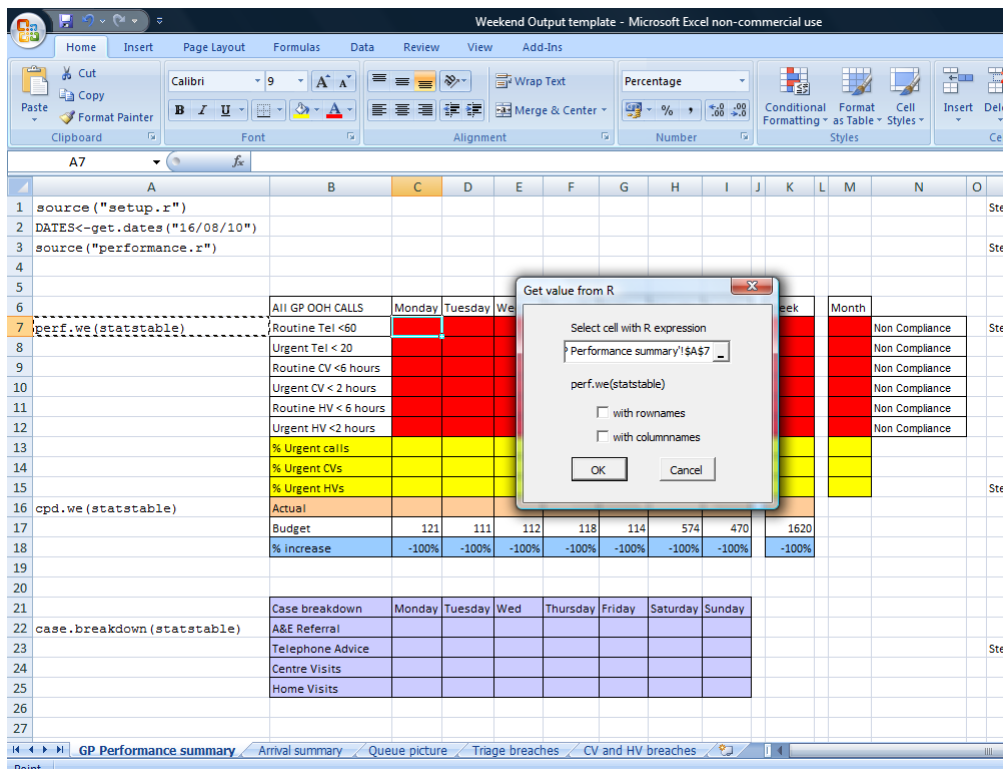 Weekend Output template - Microsoft Excel non-commercial use
Home Insert Page Layout Formulas Data Review View Add-Ins
Paste
Cut
Copy
Format Painter
Clipboard
Calibri 9 A A
B I U A
Font
Wrap Text
Merge & Center
Alignment
Percentage
% , .0 .00 .00 .0
Number
Conditional Formatting
Format as Table
Cell Styles
Styles
Insert
A7 fx
A B C D E F G H I J K L M N O
1 source("setup.r")
2 DATES<-get.dates("16/08/10")
3 source("performance.r")
4
5
6 All GP OOH CALLS Monday Tuesday Month
7 perf.we(statstable) Routine Tel <60 Non Compliance
8 Urgent Tel < 20 Non Compliance
9 Routine CV <6 hours Non Compliance
10 Urgent CV < 2 hours Non Compliance
11 Routine HV < 6 hours Non Compliance
12 Urgent HV <2 hours Non Compliance
13 % Urgent calls
14 % Urgent CVs
15 % Urgent HVs
16 cpd.we(statstable) Actual
17 Budget 121 111 112 118 114 574 470 1620
18 % increase -100% -100% -100% -100% -100% -100% -100% -100%
19
20
21 Case breakdown Monday Tuesday Wed Thursday Friday Saturday Sunday
22 case.breakdown(statstable) A&E Referral
23 Telephone Advice
24 Centre Visits
25 Home Visits
26
27
Get value from R
Select cell with R expression
Performance summary'!$A$7
perf.we(statstable)
with rownames
with columnnames
OK Cancel
GP Performance summary Arrival summary Queue picture Triage breaches CV and HV breaches